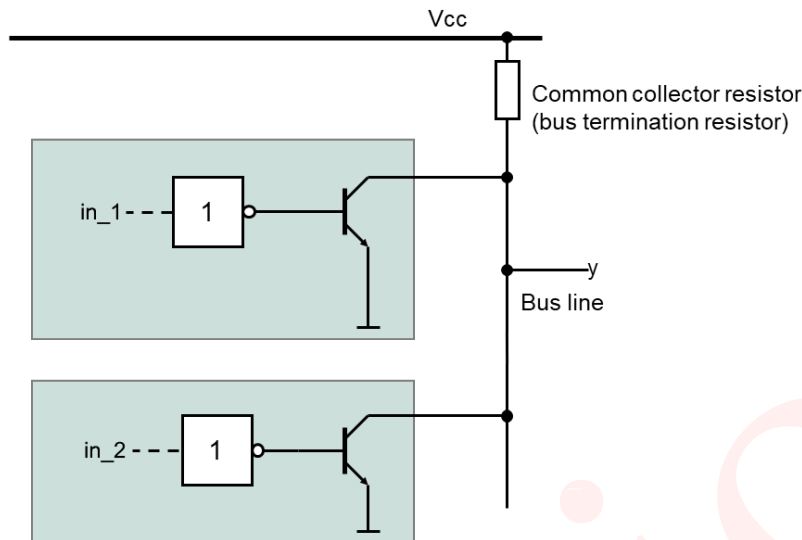 Vcc
Common collector resistor
(bus termination resistor)
in_1
1
y
Bus line
in_2
1